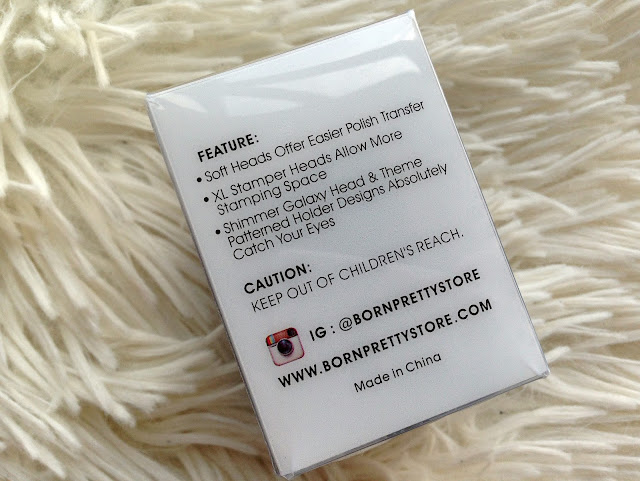 FEATURE:
• Soft Heads Offer Easier Polish Transfer
• XL Stamper Heads Allow More
Stamping Space
• Shimmer Galaxy Head & Theme
Patterned Holder Designs Absolutely
Catch Your Eyes
CAUTION:
KEEP OUT OF CHILDREN'S REACH.
IG : @BORNPRETTYSTORE
WWW.BORNPRETTYSTORE.COM
Made in China